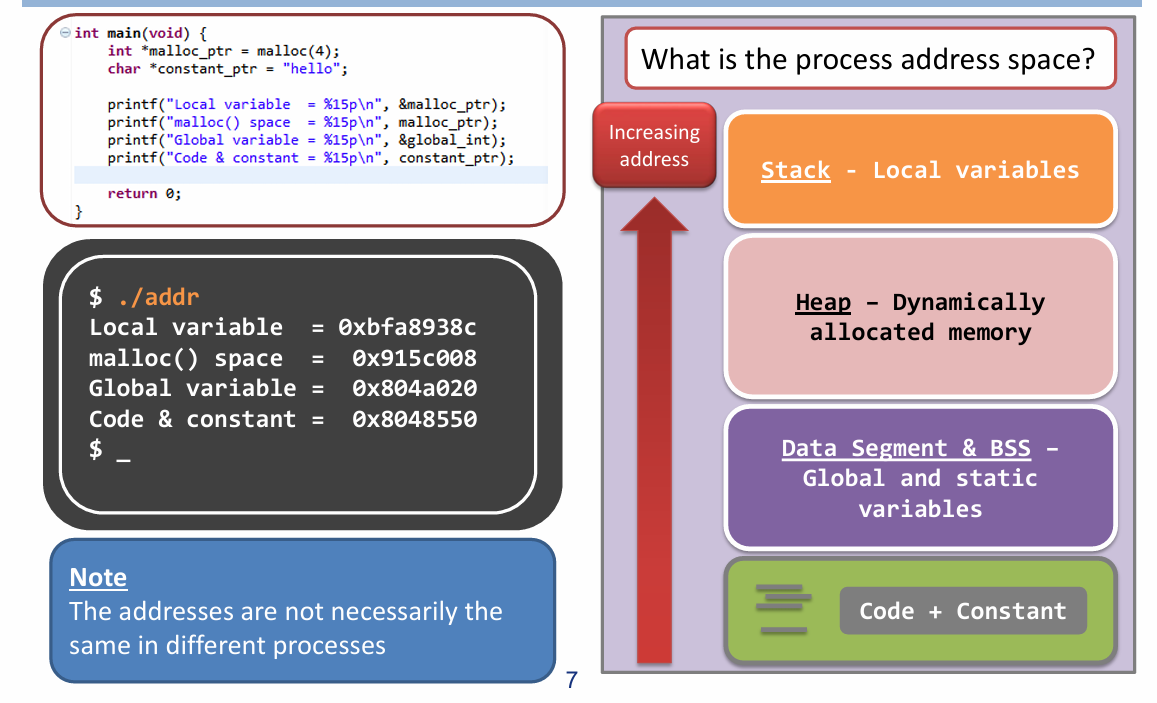 int main(void) {
    int *malloc_ptr = malloc(4);
    char *constant_ptr = "hello";
    printf("Local variable  = %15p\n", &malloc_ptr);
    printf("malloc() space  = %15p\n", malloc_ptr);
    printf("Global variable = %15p\n", &global_int);
    printf("Code & constant = %15p\n", constant_ptr);
    return 0;
}
$ ./addr
Local variable  = 0xbfa8938c
malloc() space  =  0x915c008
Global variable =  0x804a020
Code & constant =  0x8048550
$ _
Note
The addresses are not necessarily the
same in different processes
What is the process address space?
Increasing
address
Stack - Local variables
Heap – Dynamically
allocated memory
Data Segment & BSS –
Global and static
variables
Code + Constant
7